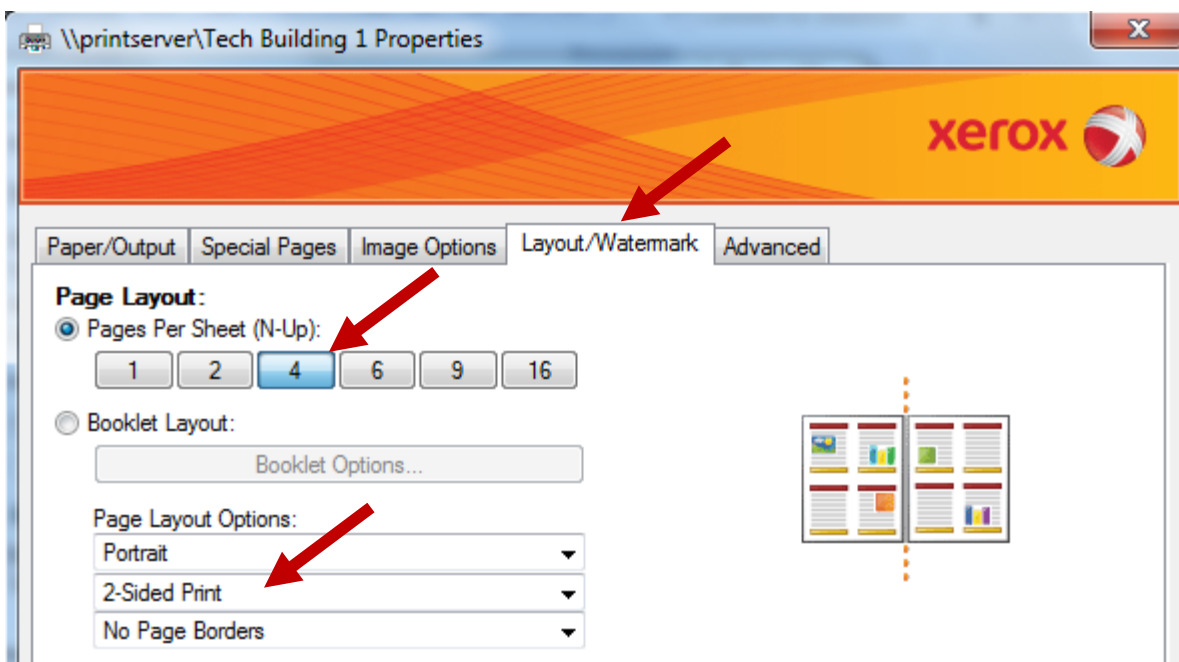 \\printserver\Tech Building 1 Properties
x
xerox
Paper/Output Special Pages Image Options Layout/Watermark Advanced
Page Layout:
Pages Per Sheet (N-Up):
1 2 4 6 9 16
Booklet Layout:
Booklet Options...
Page Layout Options:
Portrait
2-Sided Print
No Page Borders